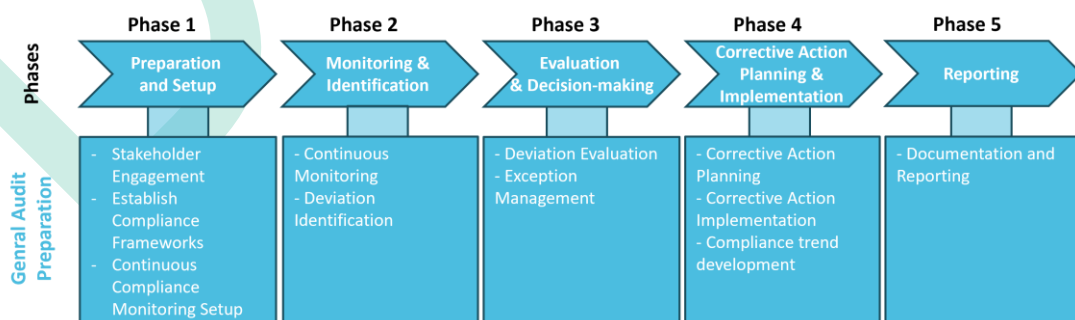 Phase 1
Phase 2
Phase 3
Phase 4
Phase 5
Phases
Preparation
and Setup
Monitoring &
Identification
Evaluation
& Decision-making
Corrective Action
Planning &
Implementation
Reporting
Genral Audit
Preparation
- Stakeholder
Engagement
- Establish
Compliance
Frameworks
- Continuous
Compliance
Monitoring Setup
- Continuous
Monitoring
- Deviation
Identification
- Deviation Evaluation
- Exception
Management
- Corrective Action
Planning
- Corrective Action
Implementation
- Compliance trend
development
- Documentation and
Reporting